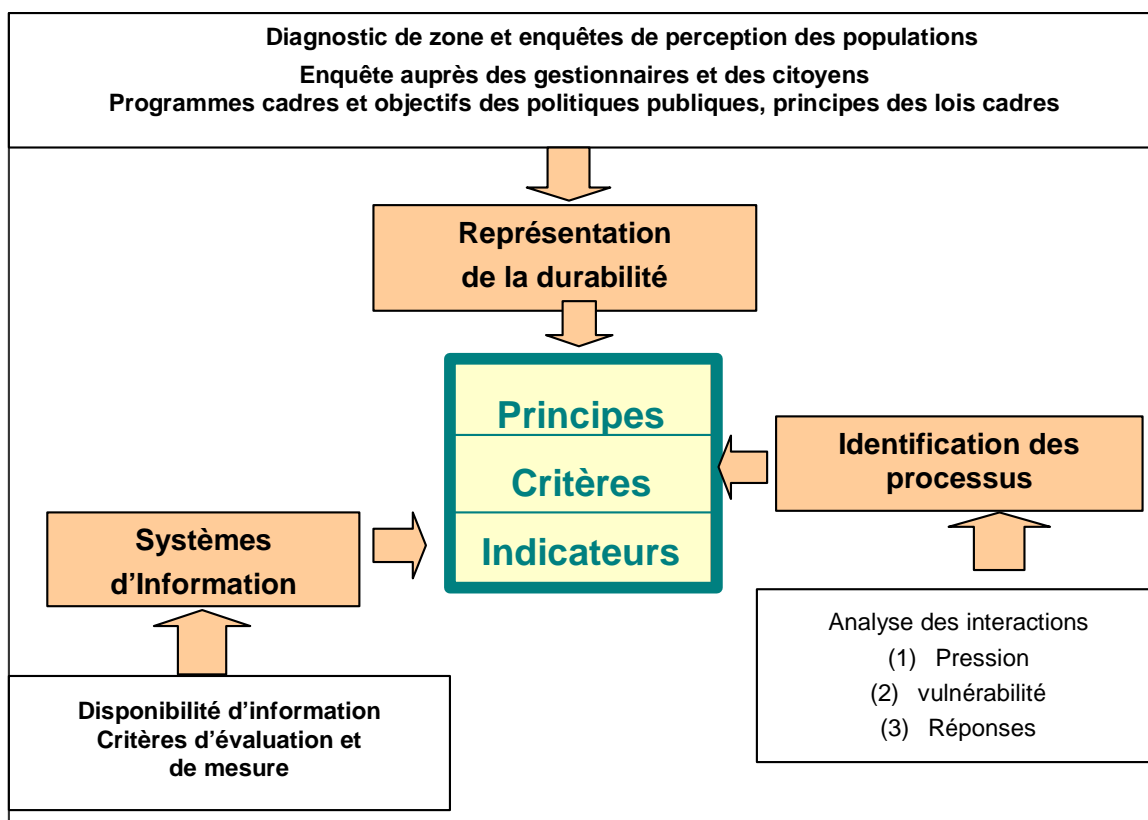 Diagnostic de zone et enquêtes de perception des populations
Enquête auprès des gestionnaires et des citoyens
Programmes cadres et objectifs des politiques publiques, principes des lois cadres
Représentation
de la durabilité
Principes
Critères
Indicateurs
Identification des
processus
Systèmes
d’Information
Analyse des interactions
(1) Pression
(2) vulnérabilité
(3) Réponses
Disponibilité d’information
Critères d’évaluation et
de mesure